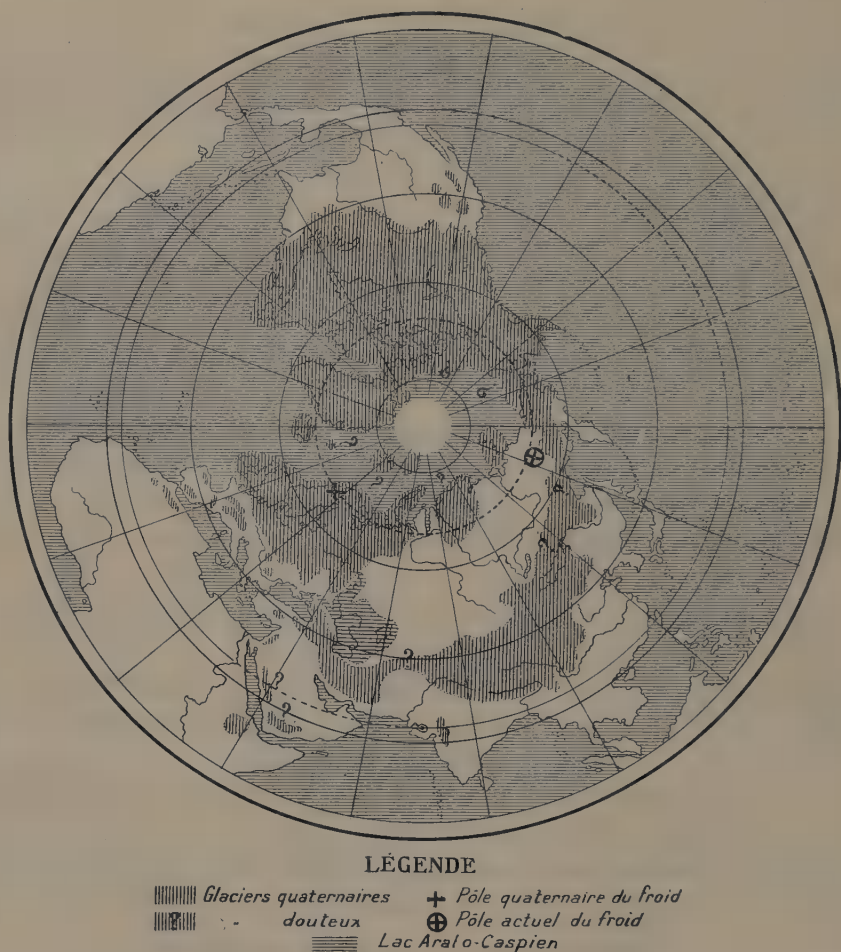 LÉGENDE
Glaciers quaternaires + Pôle quaternaire du froid
? " - douteux ⊕ Pôle actuel du froid
Lac Aralo-Caspien